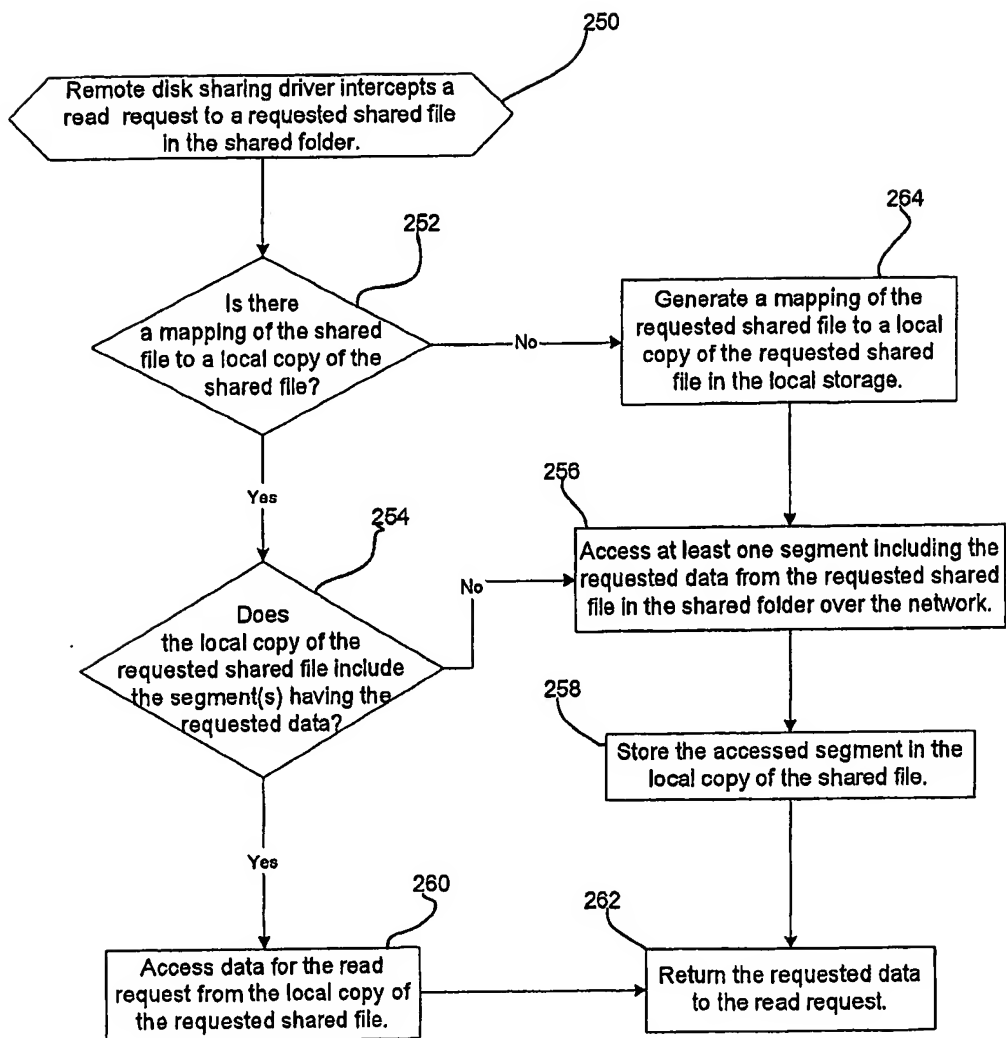 250
Remote disk sharing driver intercepts a
read request to a requested shared file
in the shared folder.
252
Is there
a mapping of the shared
file to a local copy of the
shared file?
No
264
Generate a mapping of the
requested shared file to a local
copy of the requested shared
file in the local storage.
Yes
254
Does
the local copy of the
requested shared file include
the segment(s) having the
requested data?
No
256
Access at least one segment including the
requested data from the requested shared
file in the shared folder over the network.
258
Store the accessed segment in the
local copy of the shared file.
Yes
260
Access data for the read
request from the local copy of
the requested shared file.
262
Return the requested data
to the read request.